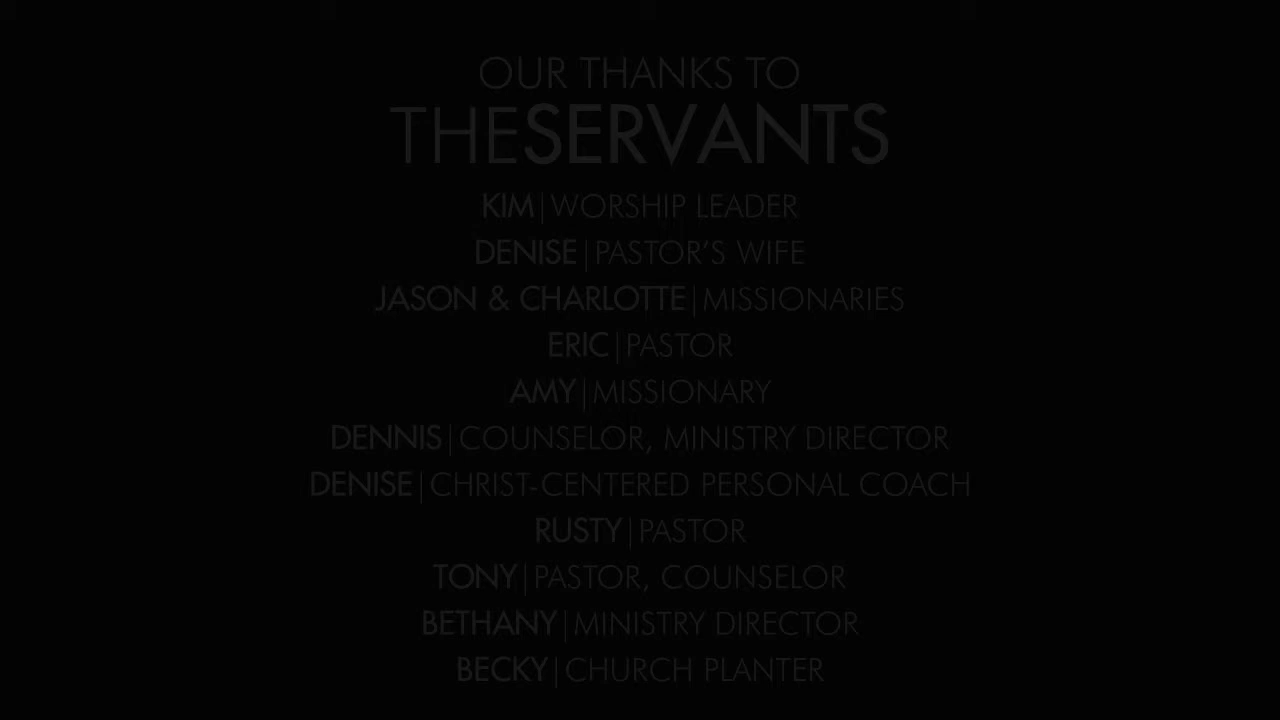 OUR THANKS TO
THESERVANTS
KIM|WORSHIP LEADER
DENISE|PASTOR'S WIFE
JASON & CHARLOTTE|MISSIONARIES
ERIC|PASTOR
AMY|MISSIONARY
DENNIS|COUNSELOR, MINISTRY DIRECTOR
DENISE|CHRIST-CENTERED PERSONAL COACH
RUSTY|PASTOR
TONY|PASTOR, COUNSELOR
BETHANY|MINISTRY DIRECTOR
BECKY|CHURCH PLANTER